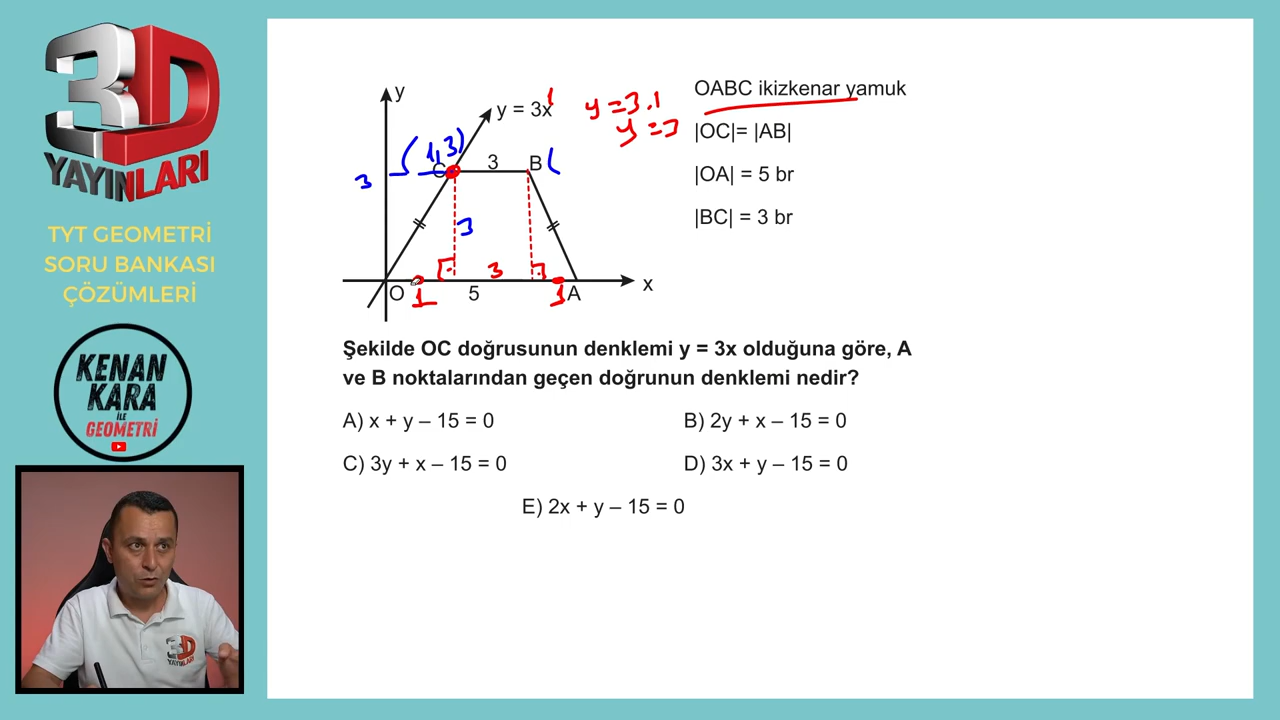 3D
YAYINLARI
TYT GEOMETRİ
SORU BANKASI
ÇÖZÜMLERİ
KENAN
KARA
İLE
GEOMETRİ
3D
YAYINLARI
y
y = 3x
1
y = 3.1
y = 3
(1,3)
C
3
B (
3
3
3
O
1
5
1
A
x
OABC ikizkenar yamuk
|OC|= |AB|
|OA| = 5 br
|BC| = 3 br
Şekilde OC doğrusunun denklemi y = 3x olduğuna göre, A
ve B noktalarından geçen doğrunun denklemi nedir?
A) x + y – 15 = 0
B) 2y + x – 15 = 0
C) 3y + x – 15 = 0
D) 3x + y – 15 = 0
E) 2x + y – 15 = 0